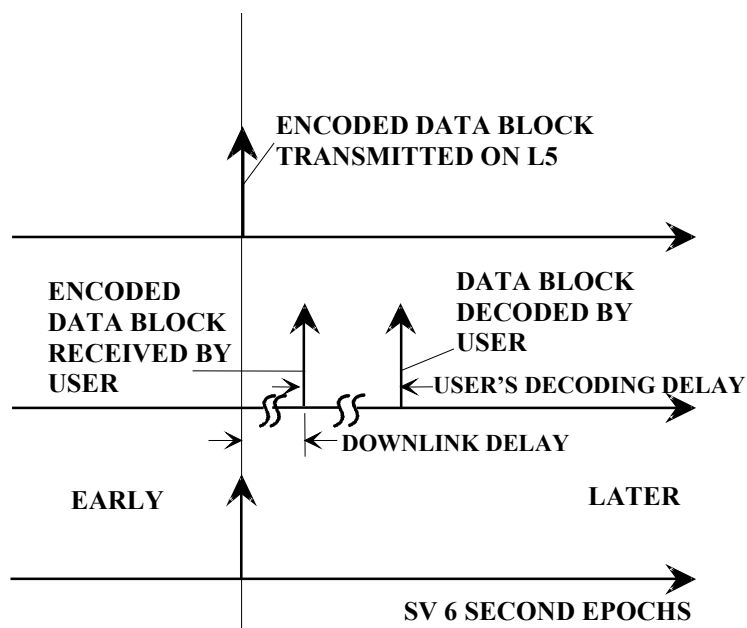 ENCODED DATA BLOCK
TRANSMITTED ON L5
ENCODED
DATA BLOCK
RECEIVED BY
USER
DATA BLOCK
DECODED BY
USER
USER'S DECODING DELAY
DOWNLINK DELAY
EARLY
LATER
SV 6 SECOND EPOCHS